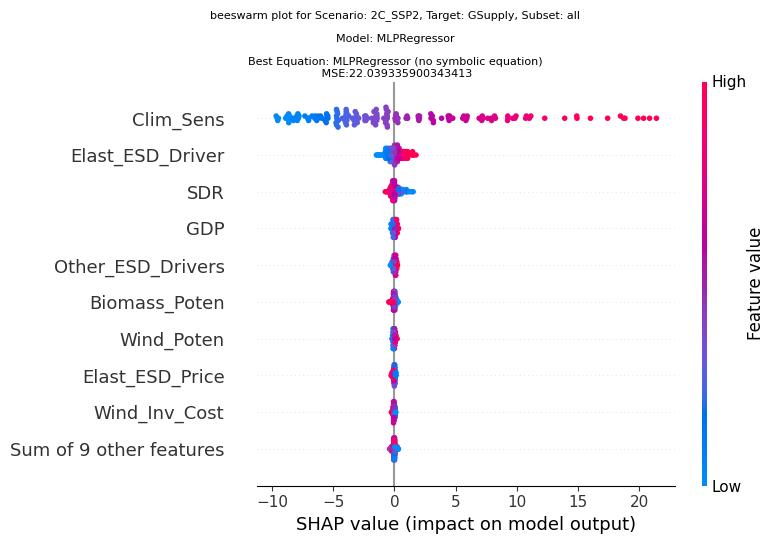 beeswarm plot for Scenario: 2C_SSP2, Target: GSupply, Subset: all
Model: MLPRegressor
Best Equation: MLPRegressor (no symbolic equation)
MSE:22.039335900343413
High
Clim_Sens
Elast_ESD_Driver
SDR
GDP
Other_ESD_Drivers
Biomass_Poten
Wind_Poten
Elast_ESD_Price
Wind_Inv_Cost
Sum of 9 other features
Feature value
Low
−10 −5 0 5 10 15 20
SHAP value (impact on model output)